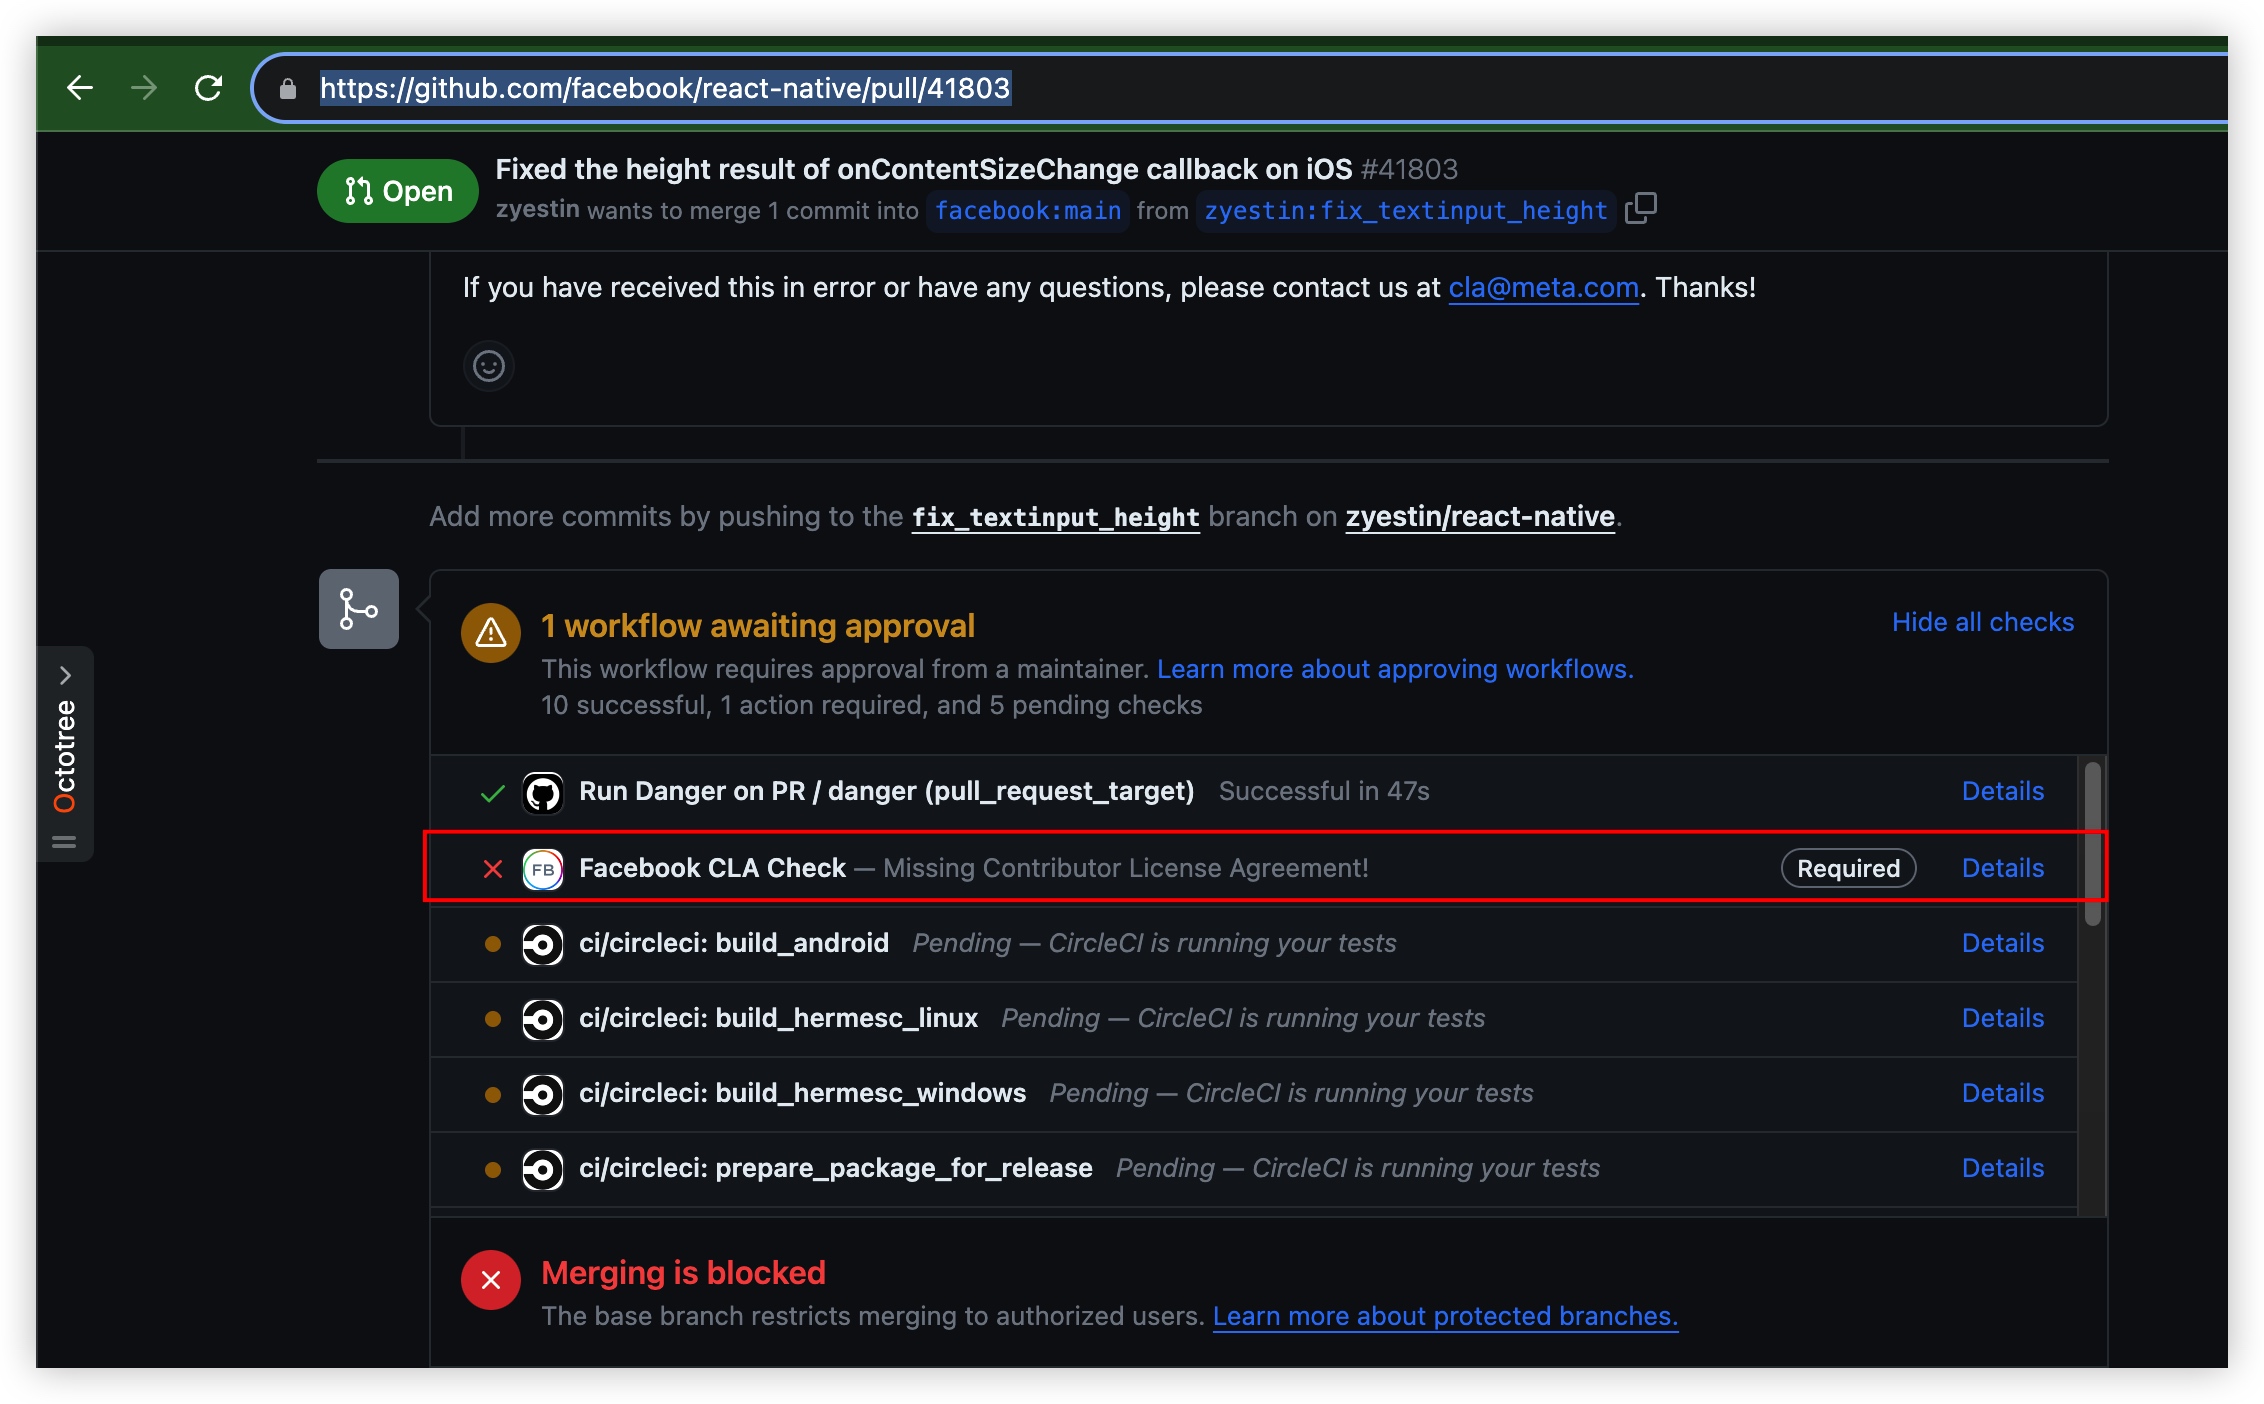 https://github.com/facebook/react-native/pull/41803
Open
Fixed the height result of onContentSizeChange callback on iOS #41803
zyestin wants to merge 1 commit into facebook:main from zyestin:fix_textinput_height
If you have received this in error or have any questions, please contact us at cla@meta.com. Thanks!
Add more commits by pushing to the fix_textinput_height branch on zyestin/react-native.
1 workflow awaiting approval
Hide all checks
This workflow requires approval from a maintainer. Learn more about approving workflows.
10 successful, 1 action required, and 5 pending checks
Octotree
Run Danger on PR / danger (pull_request_target) Successful in 47s Details
FB Facebook CLA Check — Missing Contributor License Agreement! Required Details
ci/circleci: build_android Pending — CircleCI is running your tests Details
ci/circleci: build_hermesc_linux Pending — CircleCI is running your tests Details
ci/circleci: build_hermesc_windows Pending — CircleCI is running your tests Details
ci/circleci: prepare_package_for_release Pending — CircleCI is running your tests Details
Merging is blocked
The base branch restricts merging to authorized users. Learn more about protected branches.